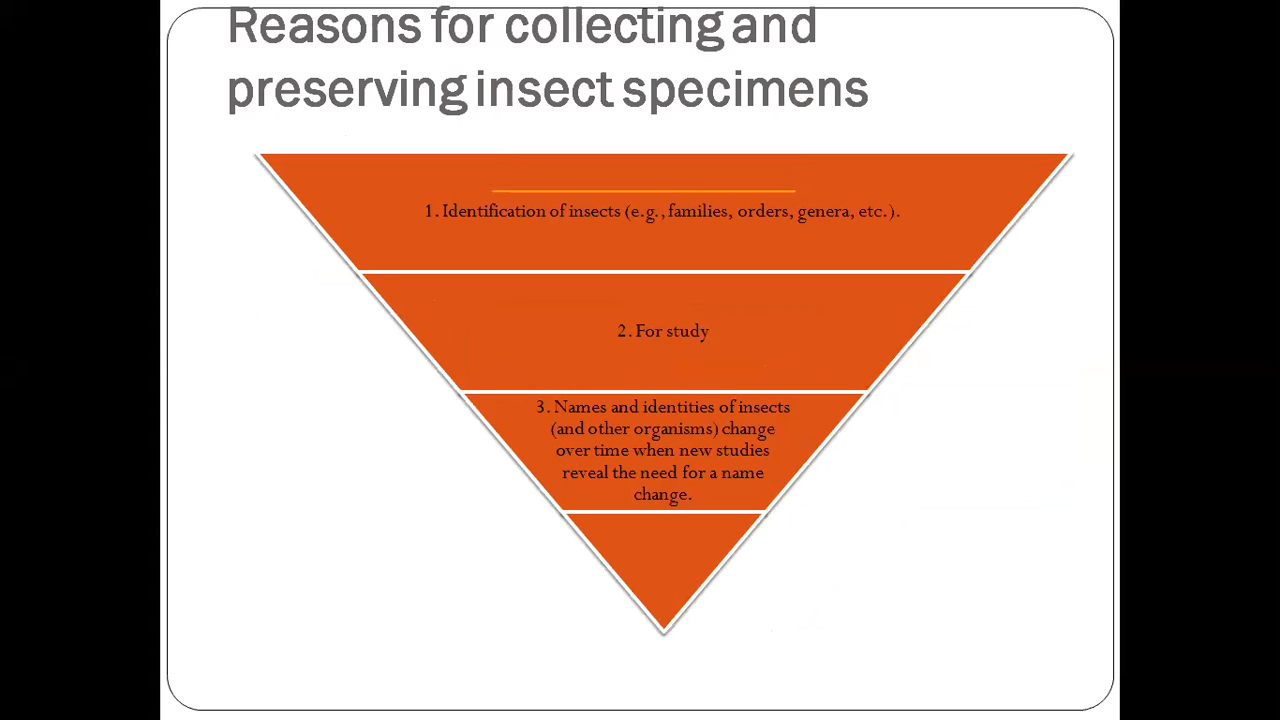 Reasons for collecting and
preserving insect specimens
1. Identification of insects (e.g., families, orders, genera, etc.).
2. For study
3. Names and identities of insects
(and other organisms) change
over time when new studies
reveal the need for a name
change.